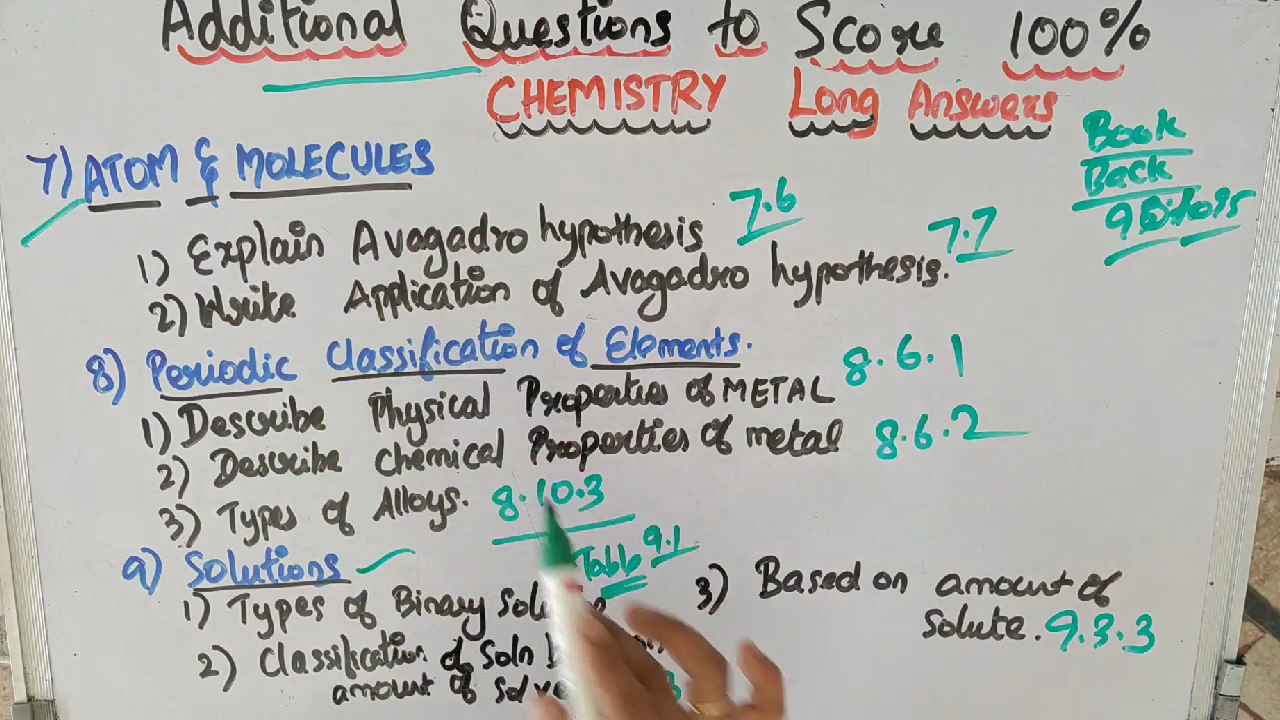 Additional Questions to Score 100%
CHEMISTRY Long Answers
Book
Back
7) ATOM & MOLECULES
1) Explain Avagadro hypothesis 7.6
2) Write Application of Avagadro hypothesis. 7.7
8) Periodic Classification of Elements.
1) Describe Physical Properties of METAL 8.6.1
2) Describe Chemical Properties of metal 8.6.2
3) Types of Alloys. 8.10.3
9) Solutions
1) Types of Binary Table 9.1
2) Classification of Soln
amount of
3) Based on amount of
solute. 9.3.3